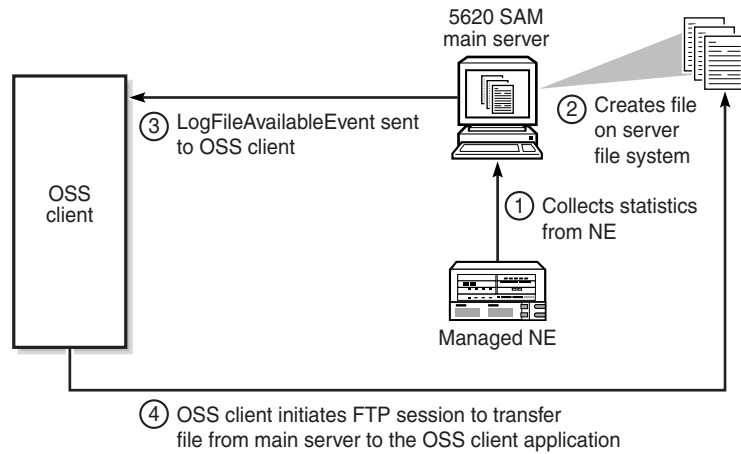 5620 SAM
main server
2 Creates file
on server
file system
3 LogFileAvailableEvent sent
to OSS client
OSS
client
1 Collects statistics
from NE
Managed NE
4 OSS client initiates FTP session to transfer
file from main server to the OSS client application